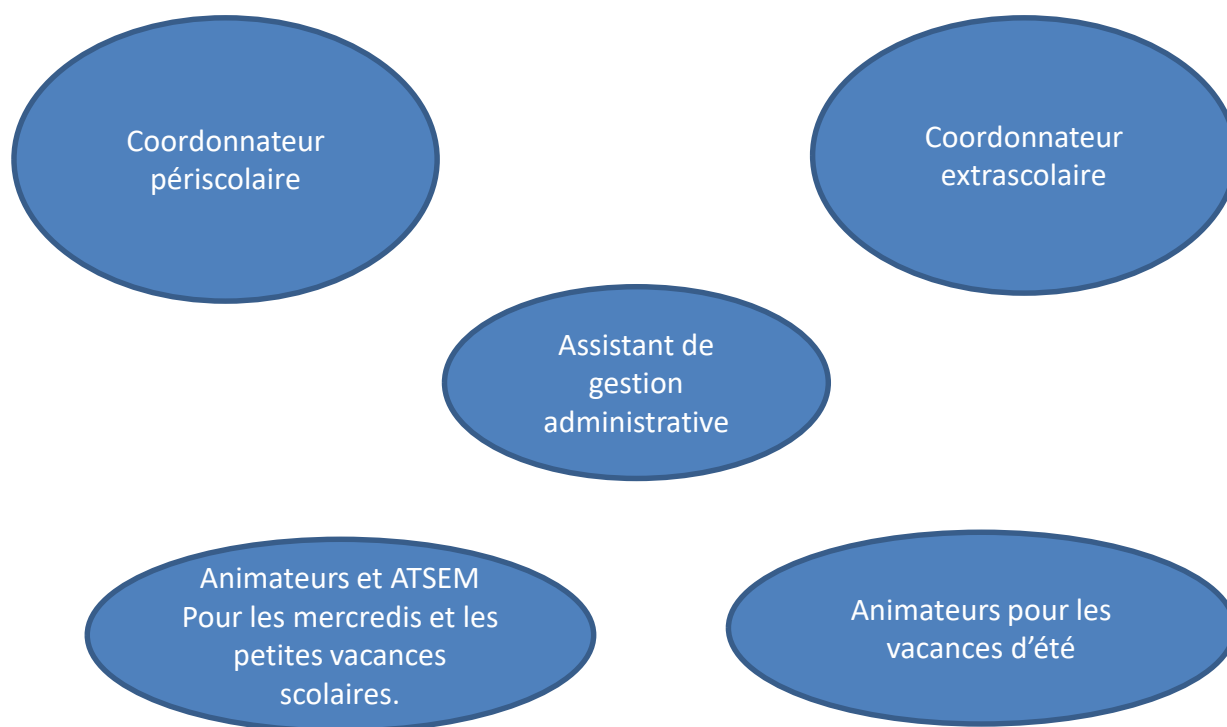 Coordonnateur
périscolaire
Coordonnateur
extrascolaire
Assistant de
gestion
administrative
Animateurs et ATSEM
Pour les mercredis et les
petites vacances
scolaires.
Animateurs pour les
vacances d’été